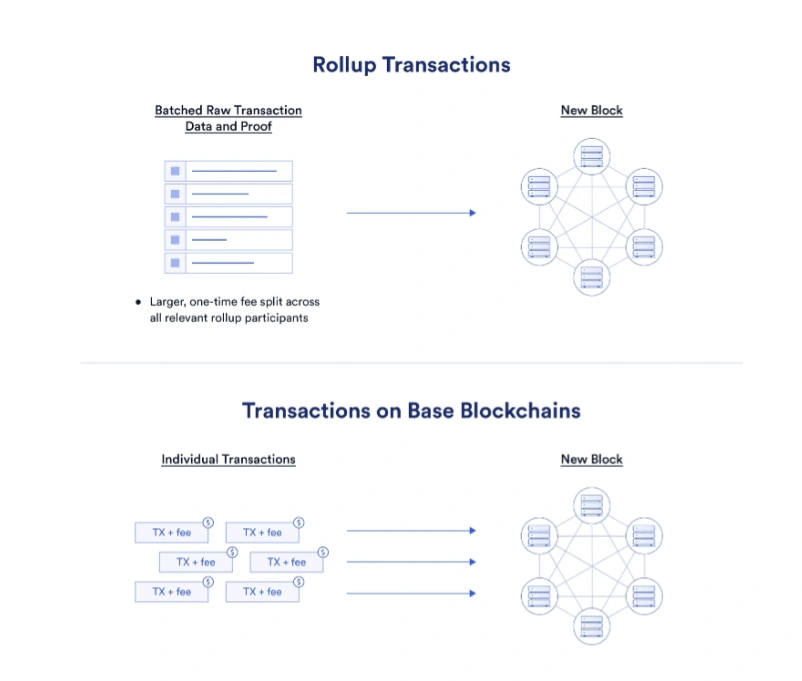 Rollup Transactions
Batched Raw Transaction
Data and Proof
New Block
• Larger, one-time fee split across
all relevant rollup participants
Transactions on Base Blockchains
Individual Transactions
New Block
$ $
TX + fee TX + fee
$ $
TX + fee TX + fee
$ $
TX + fee TX + fee